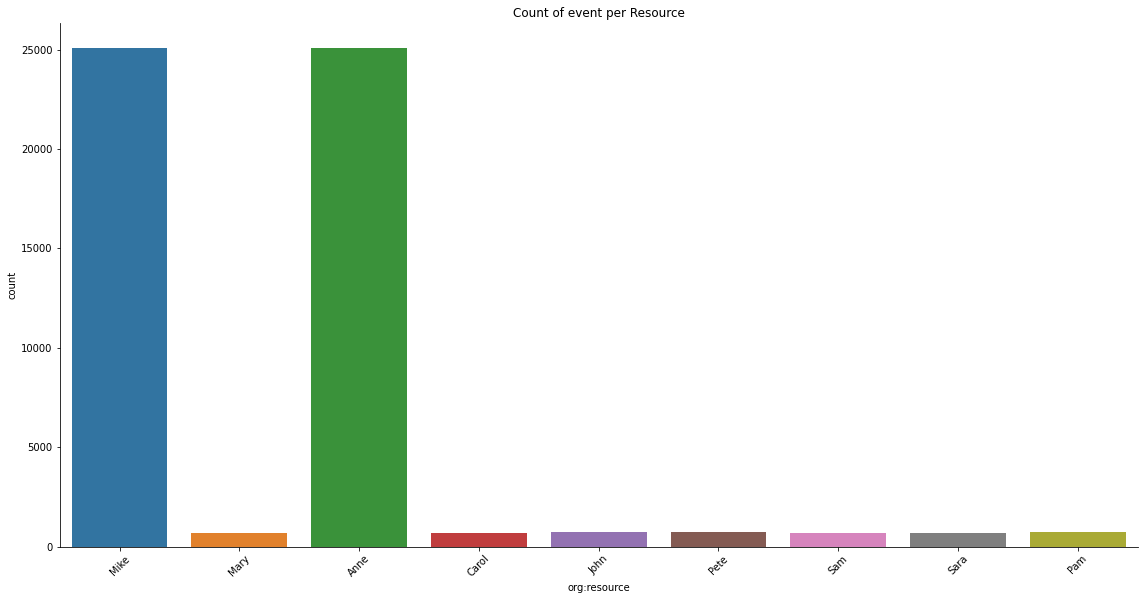 Count of event per Resource
25000
20000
15000
10000
5000
0
count
Mike
Mary
Anne
Carol
John
Pete
Sam
Sara
Pam
org:resource